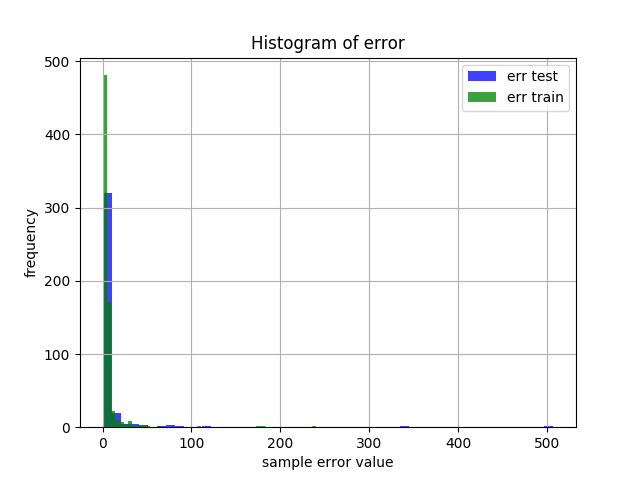 Histogram of error
500
400
300
200
100
0
frequency
err test
err train
0 100 200 300 400 500
sample error value